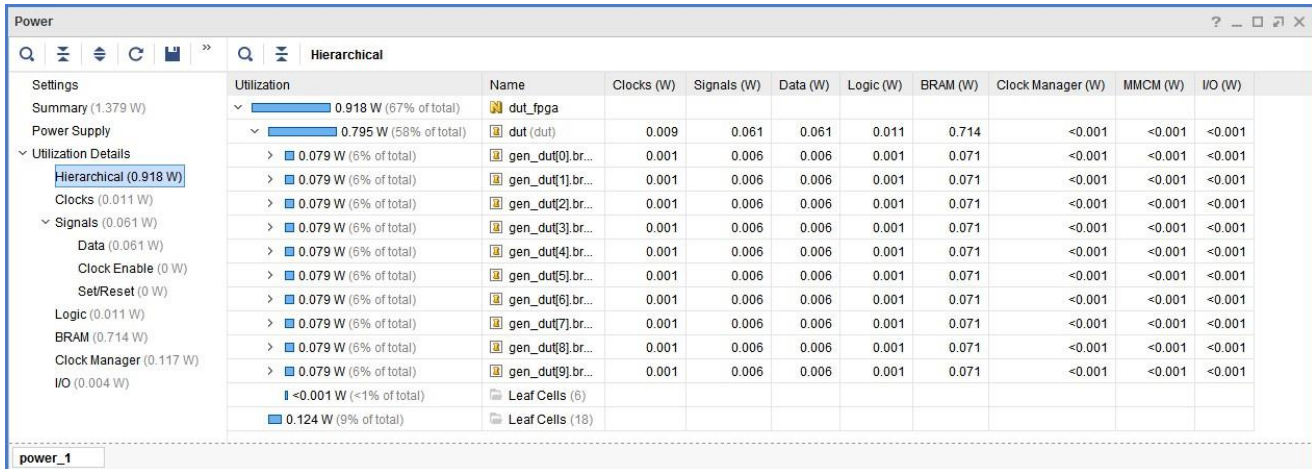 Power
Hierarchical
Settings
Summary (1.379 W)
Power Supply
Utilization Details
Hierarchical (0.918 W)
Clocks (0.011 W)
Signals (0.061 W)
Data (0.061 W)
Clock Enable (0 W)
Set/Reset (0 W)
Logic (0.011 W)
BRAM (0.714 W)
Clock Manager (0.117 W)
I/O (0.004 W)
Utilization Name Clocks (W) Signals (W) Data (W) Logic (W) BRAM (W) Clock Manager (W) MMCM (W) I/O (W)
0.918 W (67% of total) dut_fpga
0.795 W (58% of total) dut (dut) 0.009 0.061 0.061 0.011 0.714 <0.001 <0.001 <0.001
0.079 W (6% of total) gen_dut[0].br... 0.001 0.006 0.006 0.001 0.071 <0.001 <0.001 <0.001
0.079 W (6% of total) gen_dut[1].br... 0.001 0.006 0.006 0.001 0.071 <0.001 <0.001 <0.001
0.079 W (6% of total) gen_dut[2].br... 0.001 0.006 0.006 0.001 0.071 <0.001 <0.001 <0.001
0.079 W (6% of total) gen_dut[3].br... 0.001 0.006 0.006 0.001 0.071 <0.001 <0.001 <0.001
0.079 W (6% of total) gen_dut[4].br... 0.001 0.006 0.006 0.001 0.071 <0.001 <0.001 <0.001
0.079 W (6% of total) gen_dut[5].br... 0.001 0.006 0.006 0.001 0.071 <0.001 <0.001 <0.001
0.079 W (6% of total) gen_dut[6].br... 0.001 0.006 0.006 0.001 0.071 <0.001 <0.001 <0.001
0.079 W (6% of total) gen_dut[7].br... 0.001 0.006 0.006 0.001 0.071 <0.001 <0.001 <0.001
0.079 W (6% of total) gen_dut[8].br... 0.001 0.006 0.006 0.001 0.071 <0.001 <0.001 <0.001
0.079 W (6% of total) gen_dut[9].br... 0.001 0.006 0.006 0.001 0.071 <0.001 <0.001 <0.001
<0.001 W (<1% of total) Leaf Cells (6)
0.124 W (9% of total) Leaf Cells (18)
power_1